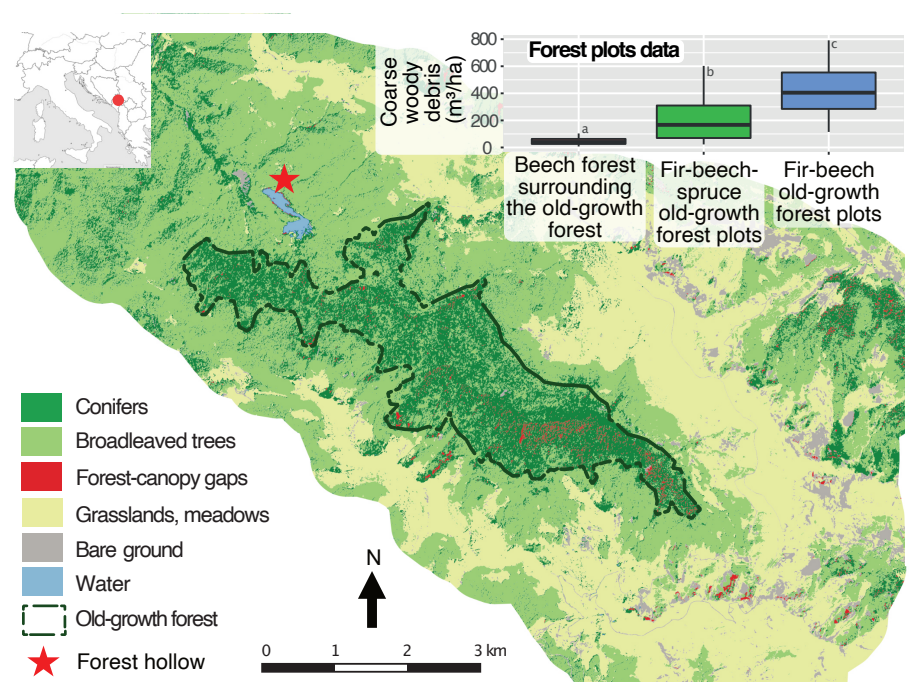 Forest plots data
Coarse
woody
debris
(m³/ha)
800
600
400
200
0
a
b
c
Beech forest
surrounding
the old-growth
forest
Fir-beech-
spruce
old-growth
forest plots
Fir-beech
old-growth
forest plots
Conifers
Broadleaved trees
Forest-canopy gaps
Grasslands, meadows
Bare ground
Water
Old-growth forest
Forest hollow
N
0 1 2 3 km